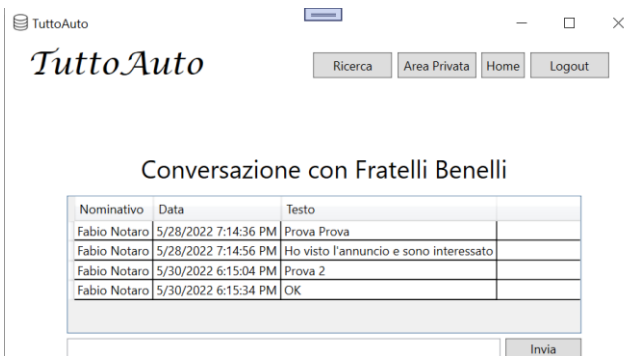 TuttoAuto
TuttoAuto
Ricerca Area Privata Home Logout
Conversazione con Fratelli Benelli
Nominativo Data Testo
Fabio Notaro 5/28/2022 7:14:36 PM Prova Prova
Fabio Notaro 5/28/2022 7:14:56 PM Ho visto l'annuncio e sono interessato
Fabio Notaro 5/30/2022 6:15:04 PM Prova 2
Fabio Notaro 5/30/2022 6:15:34 PM OK
Invia